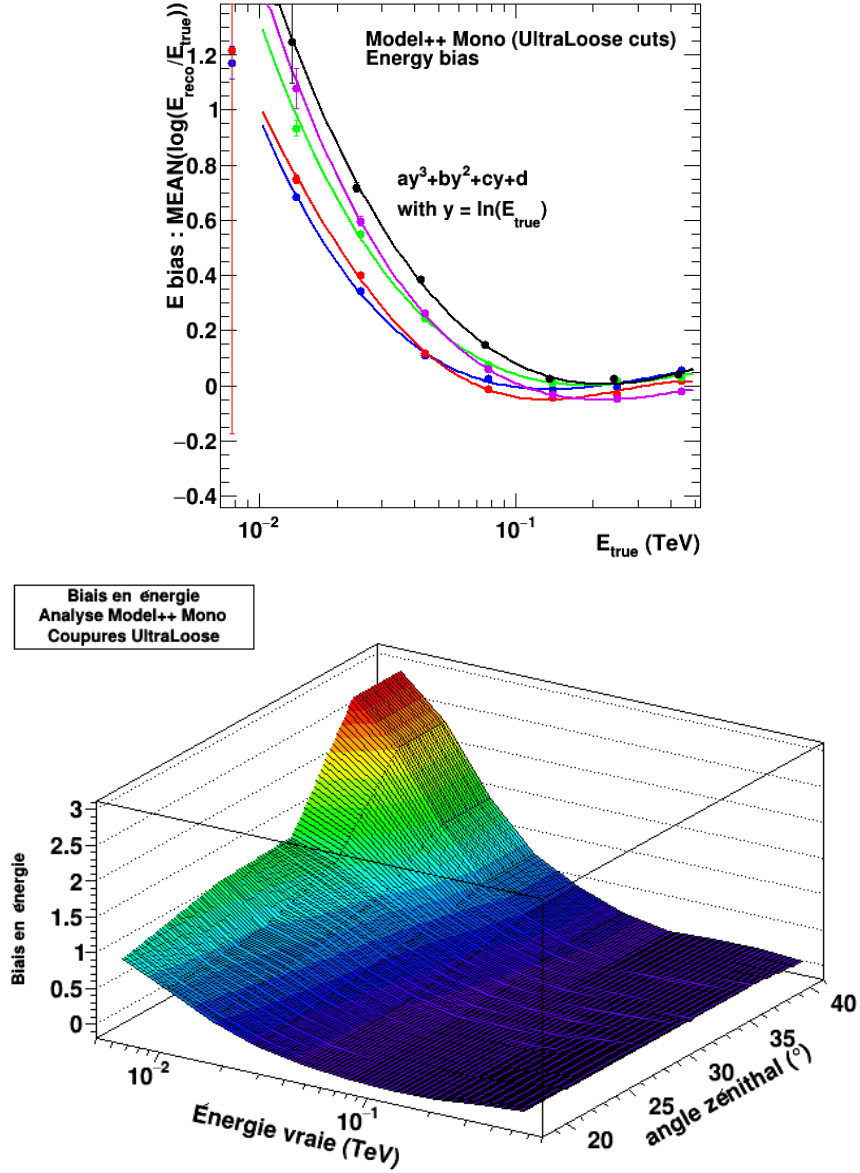 Model++ Mono (UltraLoose cuts)
Energy bias
E bias : MEAN(log(E_reco/E_true))
ay³+by²+cy+d
with y = ln(E_true)
1.2
1
0.8
0.6
0.4
0.2
0
−0.2
−0.4
10⁻²
10⁻¹
E_true (TeV)
Biais en énergie
Analyse Model++ Mono
Coupures UltraLoose
Biais en énergie
3
2.5
2
1.5
1
0.5
0
10⁻²
10⁻¹
Énergie vraie (TeV)
20
25
30
35
40
angle zénithal (°)